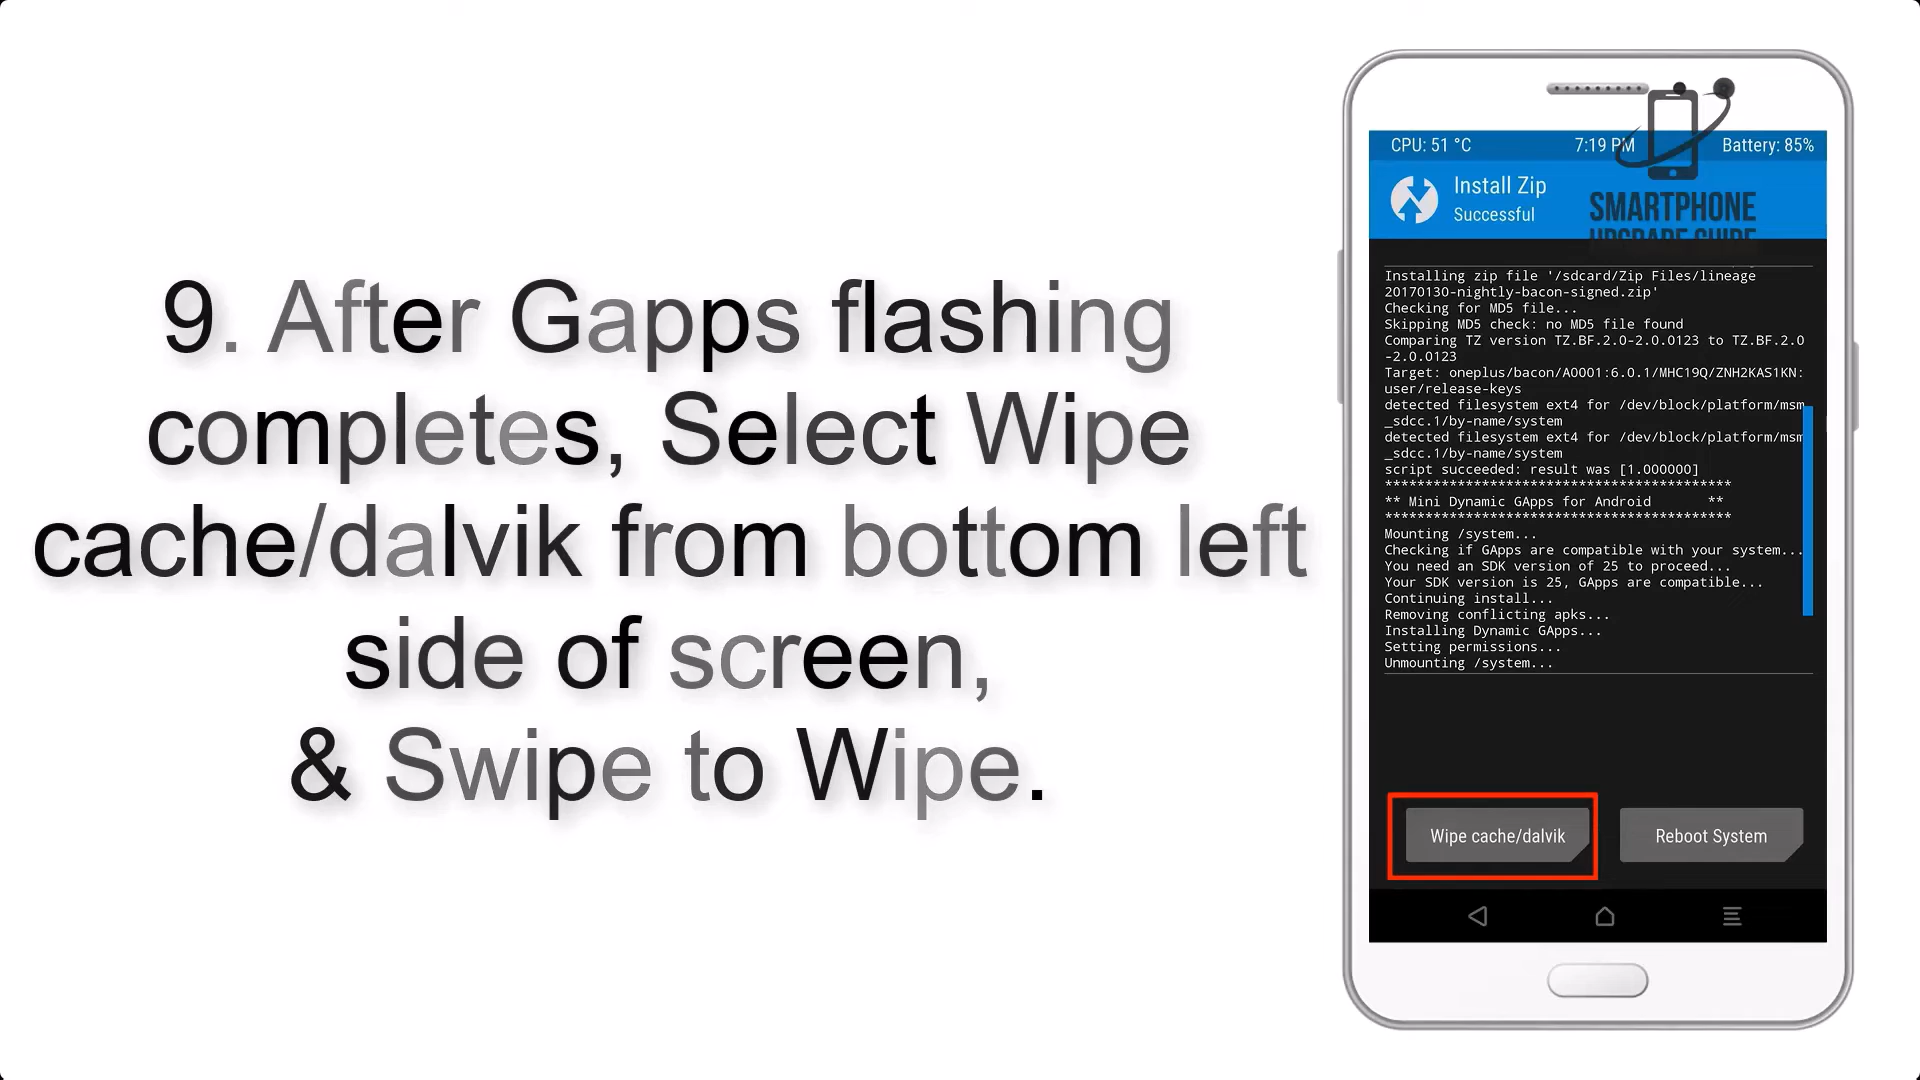 9. After Gapps flashing
completes, Select Wipe
cache/dalvik from bottom left
side of screen,
& Swipe to Wipe.
CPU: 51 °C 7:19 PM Battery: 85%
Install Zip
Successful
SMARTPHONE
UPGRADE GUIDE
Installing zip file '/sdcard/Zip Files/lineage
20170130-nightly-bacon-signed.zip'
Checking for MD5 file...
Skipping MD5 check: no MD5 file found
Comparing TZ version TZ.BF.2.0-2.0.0123 to TZ.BF.2.0
-2.0.0123
Target: oneplus/bacon/A0001:6.0.1/MHC19Q/ZNH2KAS1KN:
user/release-keys
detected filesystem ext4 for /dev/block/platform/msm
_sdcc.1/by-name/system
detected filesystem ext4 for /dev/block/platform/msm
_sdcc.1/by-name/system
script succeeded: result was [1.000000]
*******************************************
** Mini Dynamic GApps for Android **
*******************************************
Mounting /system...
Checking if GApps are compatible with your system...
You need an SDK version of 25 to proceed...
Your SDK version is 25, GApps are compatible...
Continuing install...
Removing conflicting apks...
Installing Dynamic GApps...
Setting permissions...
Unmounting /system...
Wipe cache/dalvik
Reboot System